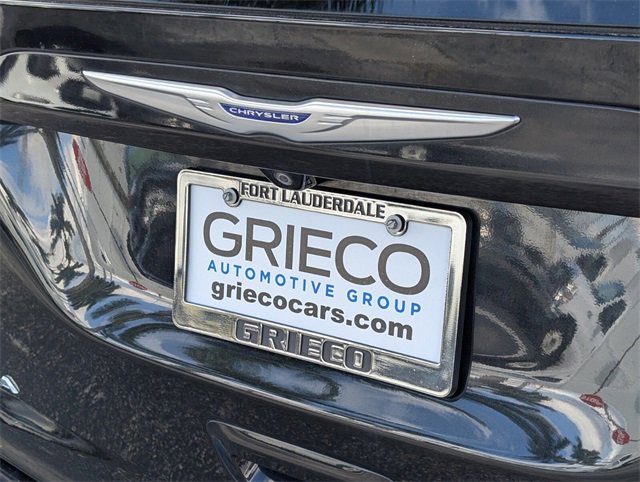 CHRYSLER
FORT LAUDERDALE
GRIECO
AUTOMOTIVE GROUP
griecocars.com
GRIECO